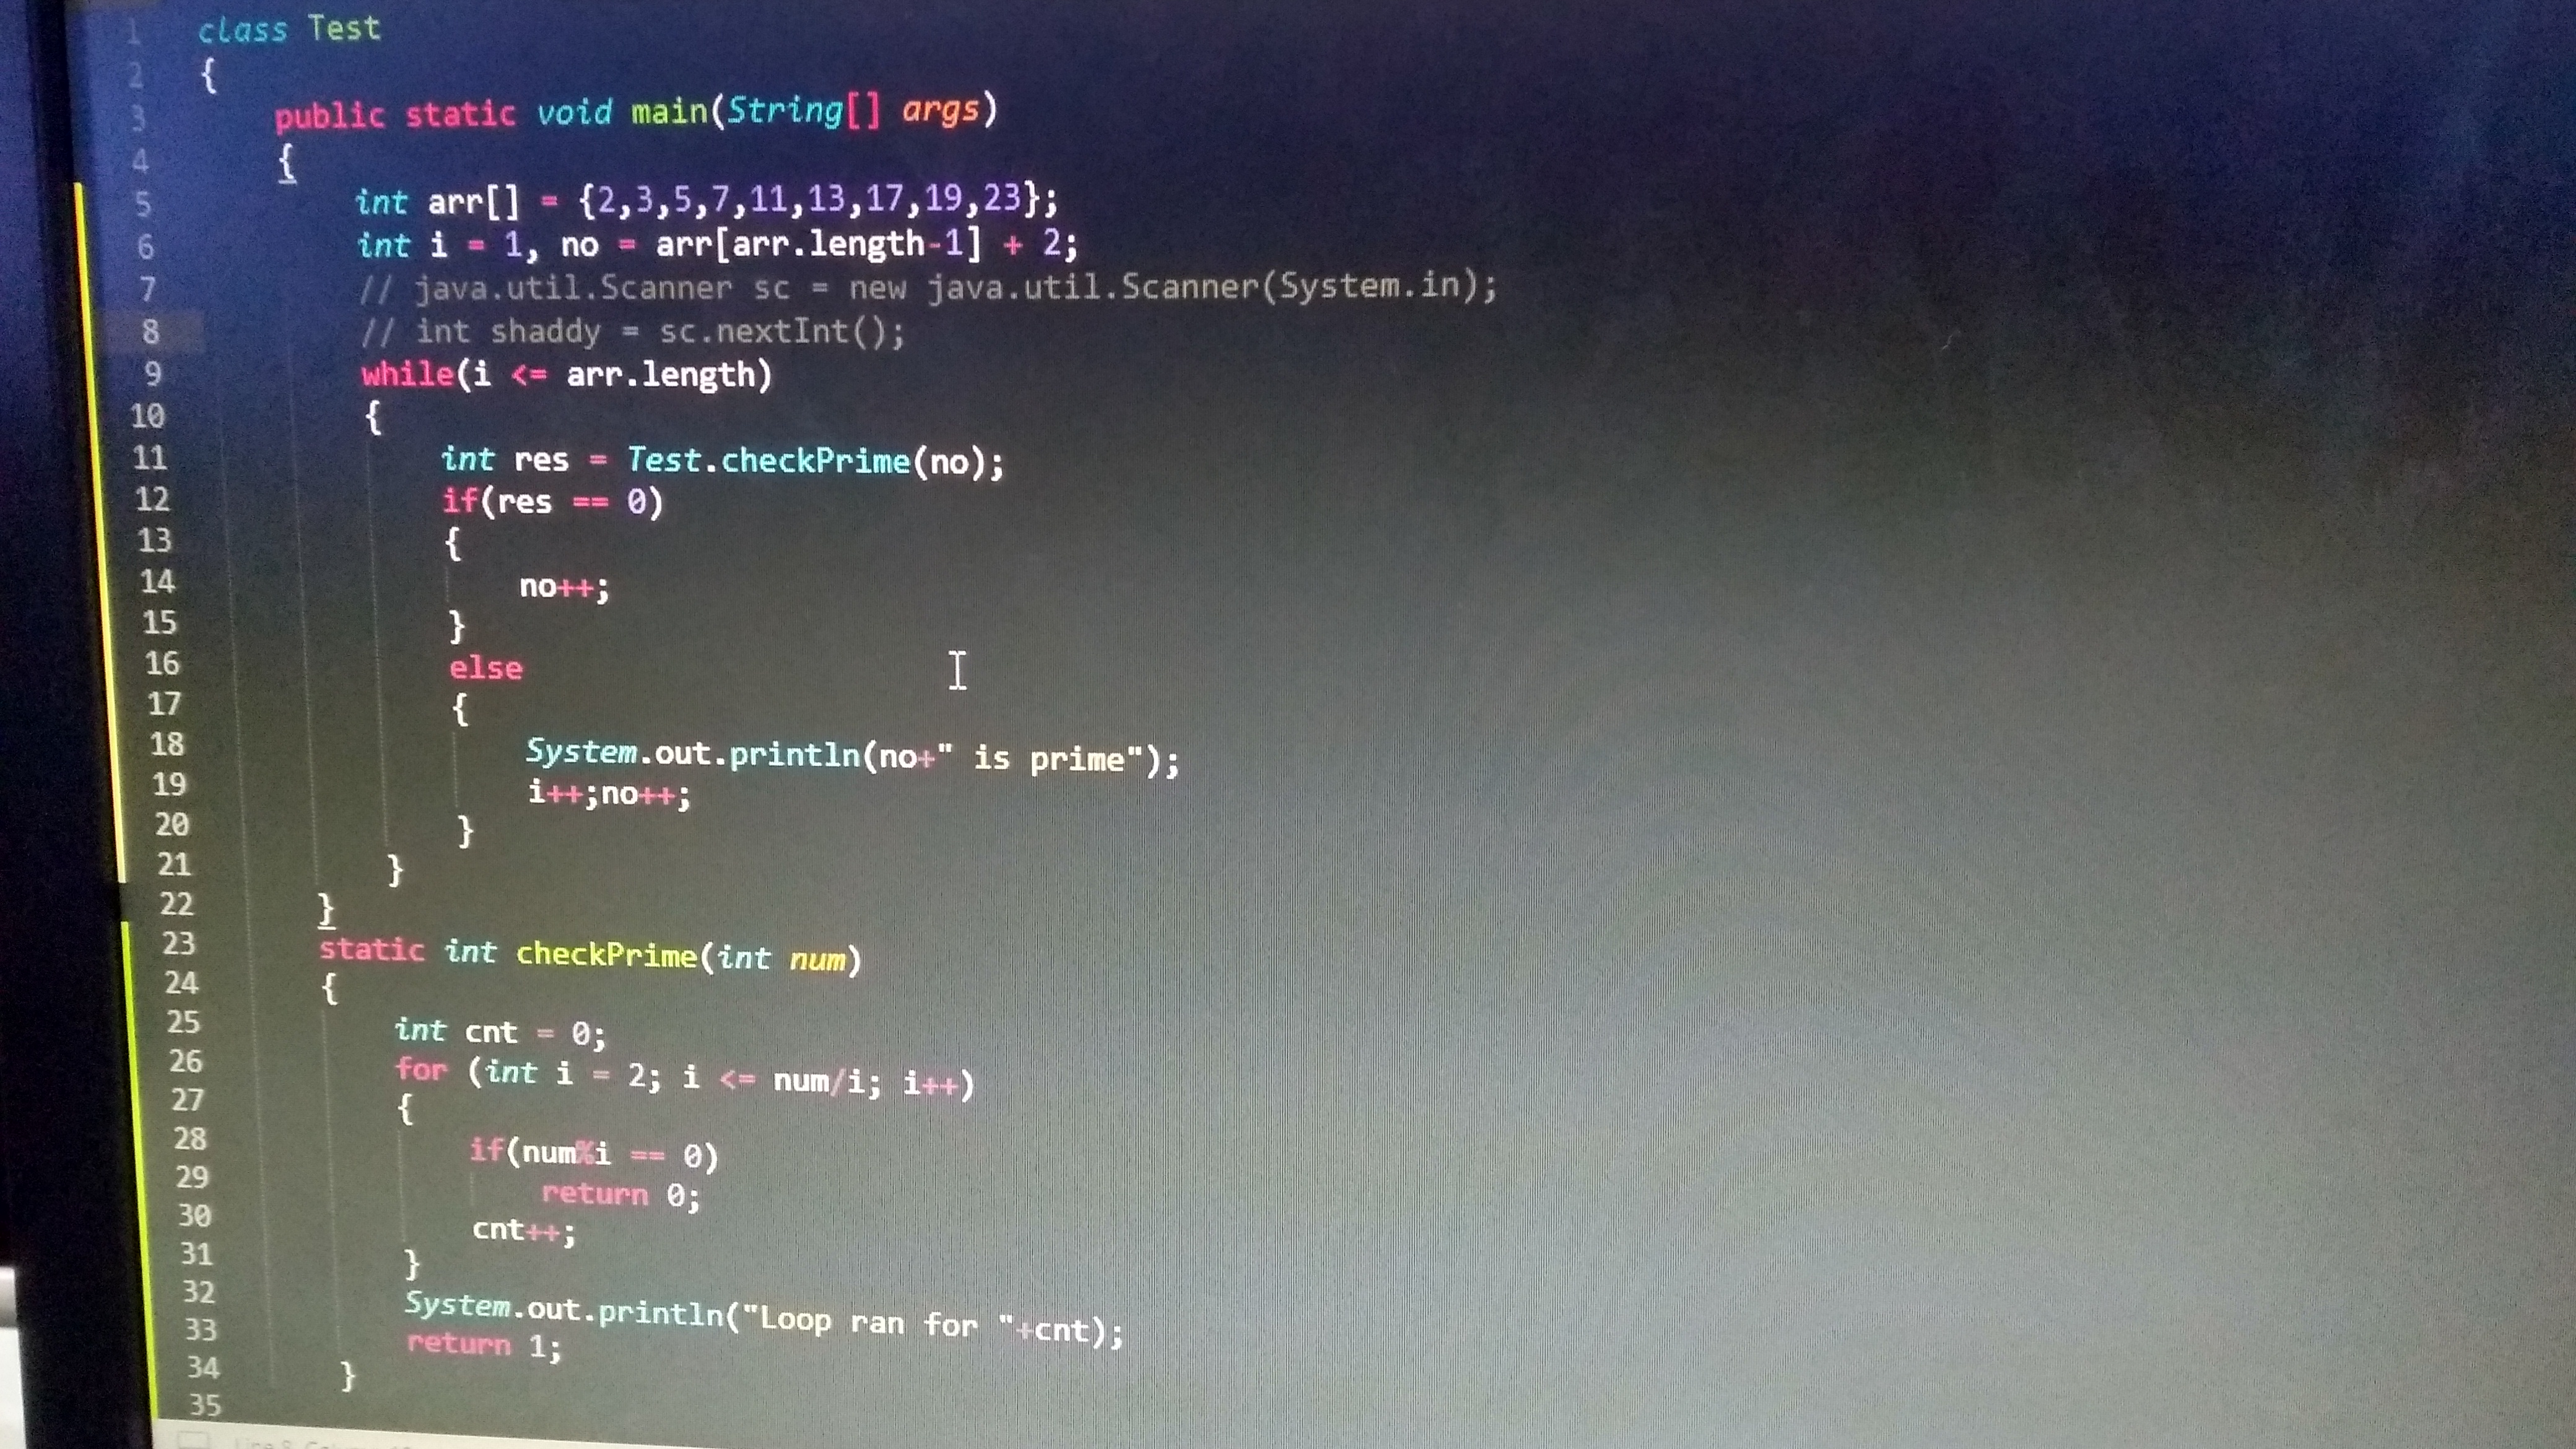 1 class Test
2 {
3 public static void main(String[] args)
4 {
5 int arr[] = {2,3,5,7,11,13,17,19,23};
6 int i = 1, no = arr[arr.length-1] + 2;
7 // java.util.Scanner sc = new java.util.Scanner(System.in);
8 // int shaddy = sc.nextInt();
9 while(i <= arr.length)
10 {
11 int res = Test.checkPrime(no);
12 if(res == 0)
13 {
14 no++;
15 }
16 else
17 {
18 System.out.println(no+" is prime");
19 i++;no++;
20 }
21 }
22 }
23 static int checkPrime(int num)
24 {
25 int cnt = 0;
26 for (int i = 2; i <= num/i; i++)
27 {
28 if(num%i == 0)
29 return 0;
30 cnt++;
31 }
32 System.out.println("Loop ran for "+cnt);
33 return 1;
34 }
35